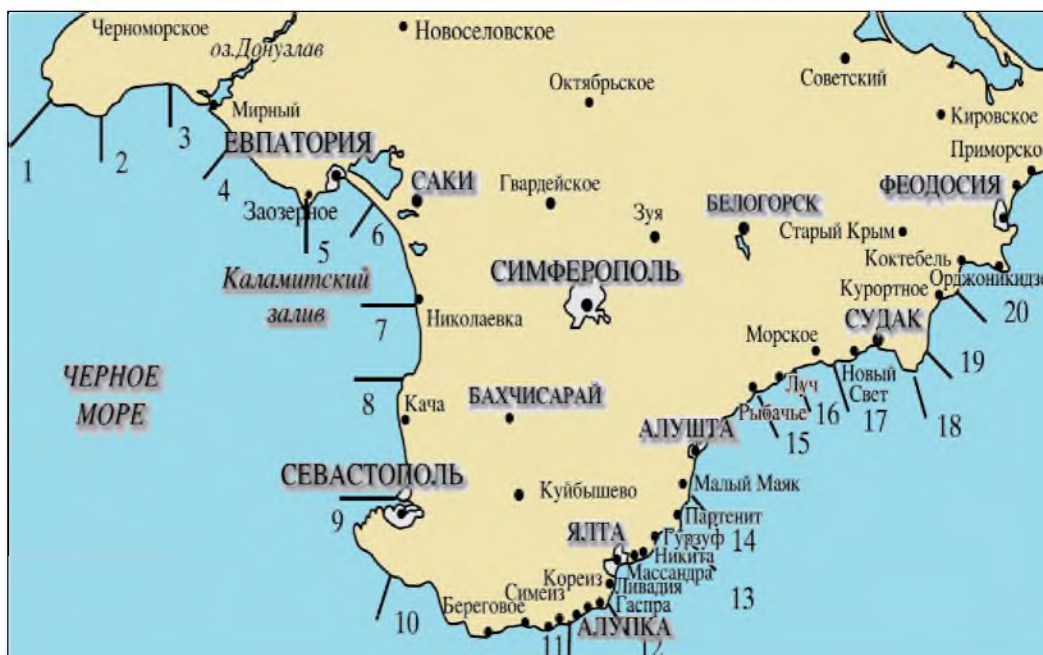 Черноморское
оз.Донузлав
Новоселовское
Октябрьское
Советский
Мирный
Кировское
1
2
3
4
ЕВПАТОРИЯ
Приморско
САКИ
Гвардейское
БЕЛОГОРСК
ФЕОДОСИЯ
Заозерное
5
6
Зуя
Старый Крым
Коктебель
Каламитский
залив
СИМФЕРОПОЛЬ
Орджоникидзе
Курортное
20
7
Николаевка
СУДАК
Морское
19
ЧЕРНОЕ
МОРЕ
8
Кача
БАХЧИСАРАЙ
Новый
Свет
Луч
Рыбачье
16
17
18
15
АЛУШТА
СЕВАСТОПОЛЬ
Куйбышево
Малый Маяк
9
Партенит
14
ЯЛТА
Гурзуф
Никита
Массандра
13
Кореиз
Ливадия
Симеиз
Гаспра
10
Береговое
11
АЛУПКА
12